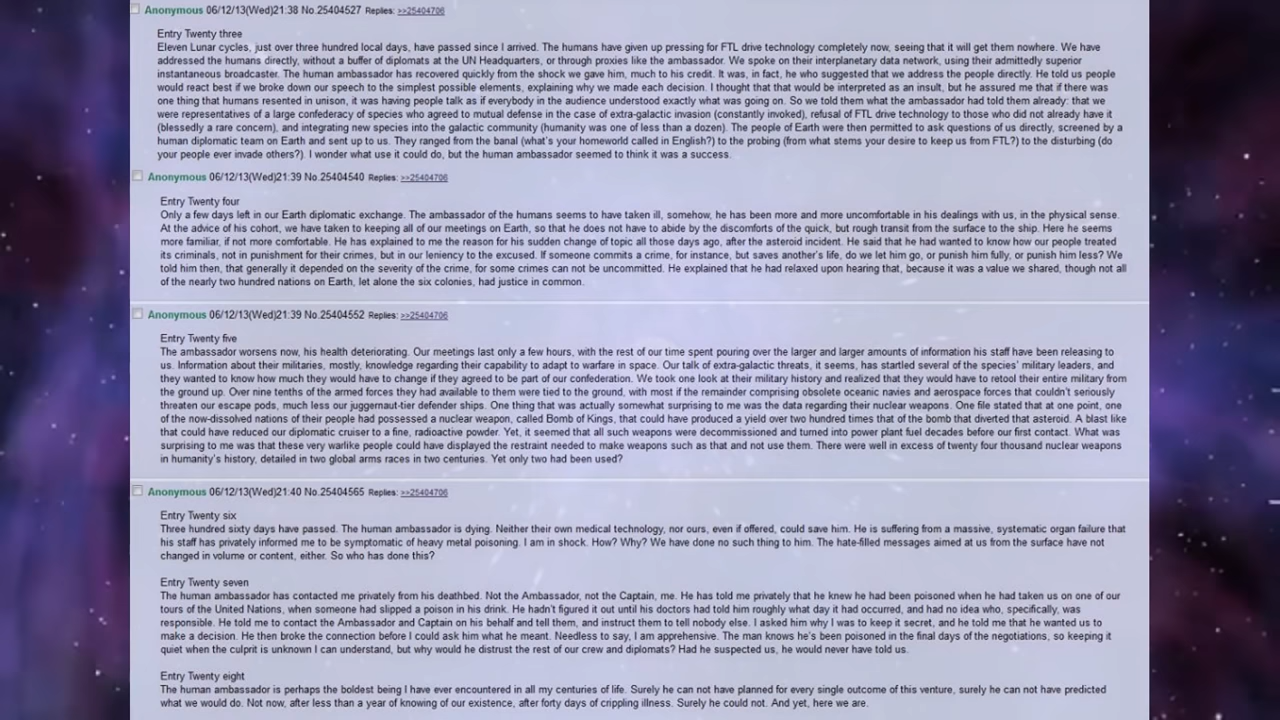 Anonymous 06/12/13(Wed)21:38 No.25404527 Replies: >>25404706
Entry Twenty three
Eleven Lunar cycles, just over three hundred local days, have passed since I arrived. The humans have given up pressing for FTL drive technology completely now, seeing that it will get them nowhere. We have
addressed the humans directly, without a buffer of diplomats at the UN Headquarters, or through proxies like the ambassador. We spoke on their interplanetary data network, using their admittedly superior
instantaneous broadcaster. The human ambassador has recovered quickly from the shock we gave him, much to his credit. It was, in fact, he who suggested that we address the people directly. He told us people
would react best if we broke down our speech to the simplest possible elements, explaining why we made each decision. I thought that that would be interpreted as an insult, but he assured me that if there was
one thing that humans resented in unison, it was having people talk as if everybody in the audience understood exactly what was going on. So we told them what the ambassador had told them already: that we
were representatives of a large confederacy of species who agreed to mutual defense in the case of extra-galactic invasion (constantly invoked), refusal of FTL drive technology to those who did not already have it
(blessedly a rare concern), and integrating new species into the galactic community (humanity was one of less than a dozen). The people of Earth were then permitted to ask questions of us directly, screened by a
human diplomatic team on Earth and sent up to us. They ranged from the banal (what's your homeworld called in English?) to the probing (from what stems your desire to keep us from FTL?) to the disturbing (do
your people ever invade others?). I wonder what use it could do, but the human ambassador seemed to think it was a success.
Anonymous 06/12/13(Wed)21:39 No.25404540 Replies: >>25404706
Entry Twenty four
Only a few days left in our Earth diplomatic exchange. The ambassador of the humans seems to have taken ill, somehow, he has been more and more uncomfortable in his dealings with us, in the physical sense.
At the advice of his cohort, we have taken to keeping all of our meetings on Earth, so that he does not have to abide by the discomforts of the quick, but rough transit from the surface to the ship. Here he seems
more familiar, if not more comfortable. He has explained to me the reason for his sudden change of topic all those days ago, after the asteroid incident. He said that he had wanted to know how our people treated
its criminals, not in punishment for their crimes, but in our leniency to the excused. If someone commits a crime, for instance, but saves another's life, do we let him go, or punish him fully, or punish him less? We
told him then, that generally it depended on the severity of the crime, for some crimes can not be uncommitted. He explained that he had relaxed upon hearing that, because it was a value we shared, though not all
of the nearly two hundred nations on Earth, let alone the six colonies, had justice in common.
Anonymous 06/12/13(Wed)21:39 No.25404552 Replies: >>25404706
Entry Twenty five
The ambassador worsens now, his health deteriorating. Our meetings last only a few hours, with the rest of our time spent pouring over the larger and larger amounts of information his staff have been releasing to
us. Information about their militaries, mostly, knowledge regarding their capability to adapt to warfare in space. Our talk of extra-galactic threats, it seems, has startled several of the species' military leaders, and
they wanted to know how much they would have to change if they agreed to be part of our confederation. We took one look at their military history and realized that they would have to retool their entire military from
the ground up. Over nine tenths of the armed forces they had available to them were tied to the ground, with most if the remainder comprising obsolete oceanic navies and aerospace forces that couldn't seriously
threaten our escape pods, much less our juggernaut-tier defender ships. One thing that was actually somewhat surprising to me was the data regarding their nuclear weapons. One file stated that at one point, one
of the now-dissolved nations of their people had possessed a nuclear weapon, called Bomb of Kings, that could have produced a yield over two hundred times that of the bomb that diverted that asteroid. A blast like
that could have reduced our diplomatic cruiser to a fine, radioactive powder. Yet, it seemed that all such weapons were decommissioned and turned into power plant fuel decades before our first contact. What was
surprising to me was that these very warlike people could have displayed the restraint needed to make weapons such as that and not use them. There were well in excess of twenty four thousand nuclear weapons
in humanity's history, detailed in two global arms races in two centuries. Yet only two had been used?
Anonymous 06/12/13(Wed)21:40 No.25404565 Replies: >>25404706
Entry Twenty six
Three hundred sixty days have passed. The human ambassador is dying. Neither their own medical technology, nor ours, even if offered, could save him. He is suffering from a massive, systematic organ failure that
his staff has privately informed me to be symptomatic of heavy metal poisoning. I am in shock. How? Why? We have done no such thing to him. The hate-filled messages aimed at us from the surface have not
changed in volume or content, either. So who has done this?
Entry Twenty seven
The human ambassador has contacted me privately from his deathbed. Not the Ambassador, not the Captain, me. He has told me privately that he knew he had been poisoned when he had taken us on one of our
tours of the United Nations, when someone had slipped a poison in his drink. He hadn't figured it out until his doctors had told him roughly what day it had occurred, and had no idea who, specifically, was
responsible. He told me to contact the Ambassador and Captain on his behalf and tell them, and instruct them to tell nobody else. I asked him why I was to keep it secret, and he told me that he wanted us to
make a decision. He then broke the connection before I could ask him what he meant. Needless to say, I am apprehensive. The man knows he's been poisoned in the final days of the negotiations, so keeping it
quiet when the culprit is unknown I can understand, but why would he distrust the rest of our crew and diplomats? Had he suspected us, he would never have told us.
Entry Twenty eight
The human ambassador is perhaps the boldest being I have ever encountered in all my centuries of life. Surely he can not have planned for every single outcome of this venture, surely he can not have predicted
what we would do. Not now, after less than a year of knowing of our existence, after forty days of crippling illness. Surely he could not. And yet, here we are.